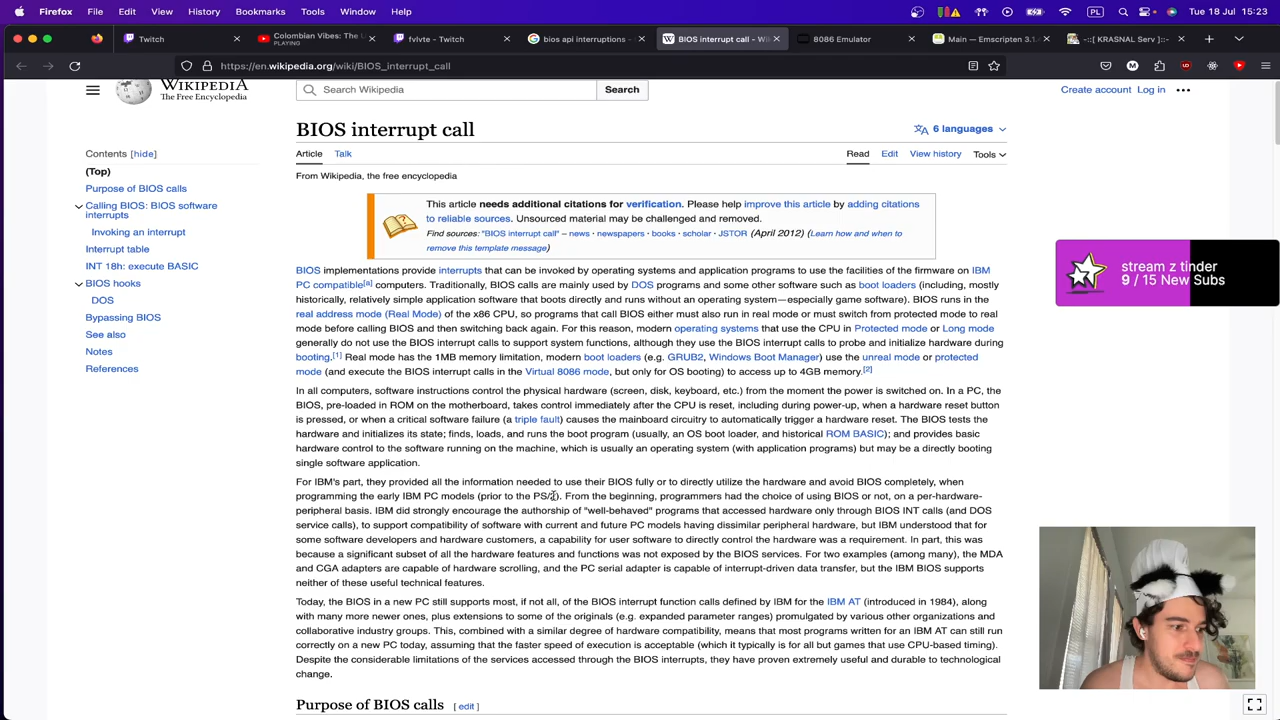 Firefox File Edit View History Bookmarks Tools Window Help
PL
Tue 18 Jun 15:23
Twitch
Colombian Vibes: The U
PLAYING
fvlvte - Twitch
bios api interruptions -
BIOS interrupt call - Wi
8086 Emulator
Main — Emscripten 3.1.
-::[ KRASNAL Serv ]::-
https://en.wikipedia.org/wiki/BIOS_interrupt_call
WIKIPEDIA
The Free Encyclopedia
Search Wikipedia
Search
Create account Log in •••
Contents [hide]
(Top)
Purpose of BIOS calls
Calling BIOS: BIOS software
interrupts
Invoking an interrupt
Interrupt table
INT 18h: execute BASIC
BIOS hooks
DOS
Bypassing BIOS
See also
Notes
References
BIOS interrupt call
6 languages
Article Talk
Read Edit View history Tools
From Wikipedia, the free encyclopedia
This article needs additional citations for verification. Please help improve this article by adding citations
to reliable sources. Unsourced material may be challenged and removed.
Find sources: "BIOS interrupt call" – news · newspapers · books · scholar · JSTOR (April 2012) (Learn how and when to
remove this template message)
BIOS implementations provide interrupts that can be invoked by operating systems and application programs to use the facilities of the firmware on IBM
PC compatible[a] computers. Traditionally, BIOS calls are mainly used by DOS programs and some other software such as boot loaders (including, mostly
historically, relatively simple application software that boots directly and runs without an operating system—especially game software). BIOS runs in the
real address mode (Real Mode) of the x86 CPU, so programs that call BIOS either must also run in real mode or must switch from protected mode to real
mode before calling BIOS and then switching back again. For this reason, modern operating systems that use the CPU in Protected mode or Long mode
generally do not use the BIOS interrupt calls to support system functions, although they use the BIOS interrupt calls to probe and initialize hardware during
booting.[1] Real mode has the 1MB memory limitation, modern boot loaders (e.g. GRUB2, Windows Boot Manager) use the unreal mode or protected
mode (and execute the BIOS interrupt calls in the Virtual 8086 mode, but only for OS booting) to access up to 4GB memory.[2]
In all computers, software instructions control the physical hardware (screen, disk, keyboard, etc.) from the moment the power is switched on. In a PC, the
BIOS, pre-loaded in ROM on the motherboard, takes control immediately after the CPU is reset, including during power-up, when a hardware reset button
is pressed, or when a critical software failure (a triple fault) causes the mainboard circuitry to automatically trigger a hardware reset. The BIOS tests the
hardware and initializes its state; finds, loads, and runs the boot program (usually, an OS boot loader, and historical ROM BASIC); and provides basic
hardware control to the software running on the machine, which is usually an operating system (with application programs) but may be a directly booting
single software application.
For IBM's part, they provided all the information needed to use their BIOS fully or to directly utilize the hardware and avoid BIOS completely, when
programming the early IBM PC models (prior to the PS/2). From the beginning, programmers had the choice of using BIOS or not, on a per-hardware-
peripheral basis. IBM did strongly encourage the authorship of "well-behaved" programs that accessed hardware only through BIOS INT calls (and DOS
service calls), to support compatibility of software with current and future PC models having dissimilar peripheral hardware, but IBM understood that for
some software developers and hardware customers, a capability for user software to directly control the hardware was a requirement. In part, this was
because a significant subset of all the hardware features and functions was not exposed by the BIOS services. For two examples (among many), the MDA
and CGA adapters are capable of hardware scrolling, and the PC serial adapter is capable of interrupt-driven data transfer, but the IBM BIOS supports
neither of these useful technical features.
Today, the BIOS in a new PC still supports most, if not all, of the BIOS interrupt function calls defined by IBM for the IBM AT (introduced in 1984), along
with many more newer ones, plus extensions to some of the originals (e.g. expanded parameter ranges) promulgated by various other organizations and
collaborative industry groups. This, combined with a similar degree of hardware compatibility, means that most programs written for an IBM AT can still run
correctly on a new PC today, assuming that the faster speed of execution is acceptable (which it typically is for all but games that use CPU-based timing).
Despite the considerable limitations of the services accessed through the BIOS interrupts, they have proven extremely useful and durable to technological
change.
Purpose of BIOS calls [ edit ]
stream z tinder
9 / 15 New Subs